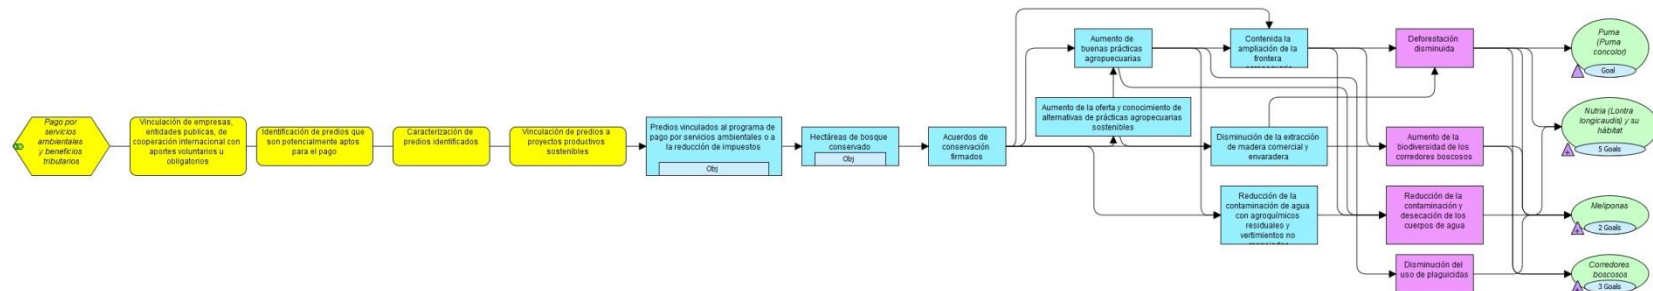 Pago por
servicios
ambientales
y beneficios
tributarios
Vinculación de empresas,
entidades publicas, de
cooperación internacional con
aportes voluntarios u
obligatorios
Identificación de predios que
son potencialmente aptos
para el pago
Caracterización de
predios identificados
Vinculación de predios a
proyectos productivos
sostenibles
Predios vinculados al programa de
pago por servicios ambientales o a
la reducción de impuestos
Obj
Hectáreas de bosque
conservado
Obj
Acuerdos de
conservación
firmados
Aumento de
buenas prácticas
agropuecuarias
Aumento de la oferta y conocimiento de
alternativas de prácticas agropecuarias
sostenibles
Contenida la
ampliación de la
frontera
Disminución de la extracción
de madera comercial y
envaradera
Reducción de la
contaminación de agua
con agroquímicos
residuales y
vertimientos no
Deforestación
disminuida
Aumento de la
biodiversidad de los
corredores boscosos
Reducción de la
contaminación y
desecación de los
cuerpos de agua
Disminución del
uso de plaguicidas
Puma
(Puma
concolor)
Goal
Nutria (Lontra
longicaudis) y su
hábitat
5 Goals
Meliponas
2 Goals
Corredores
boscosos
3 Goals